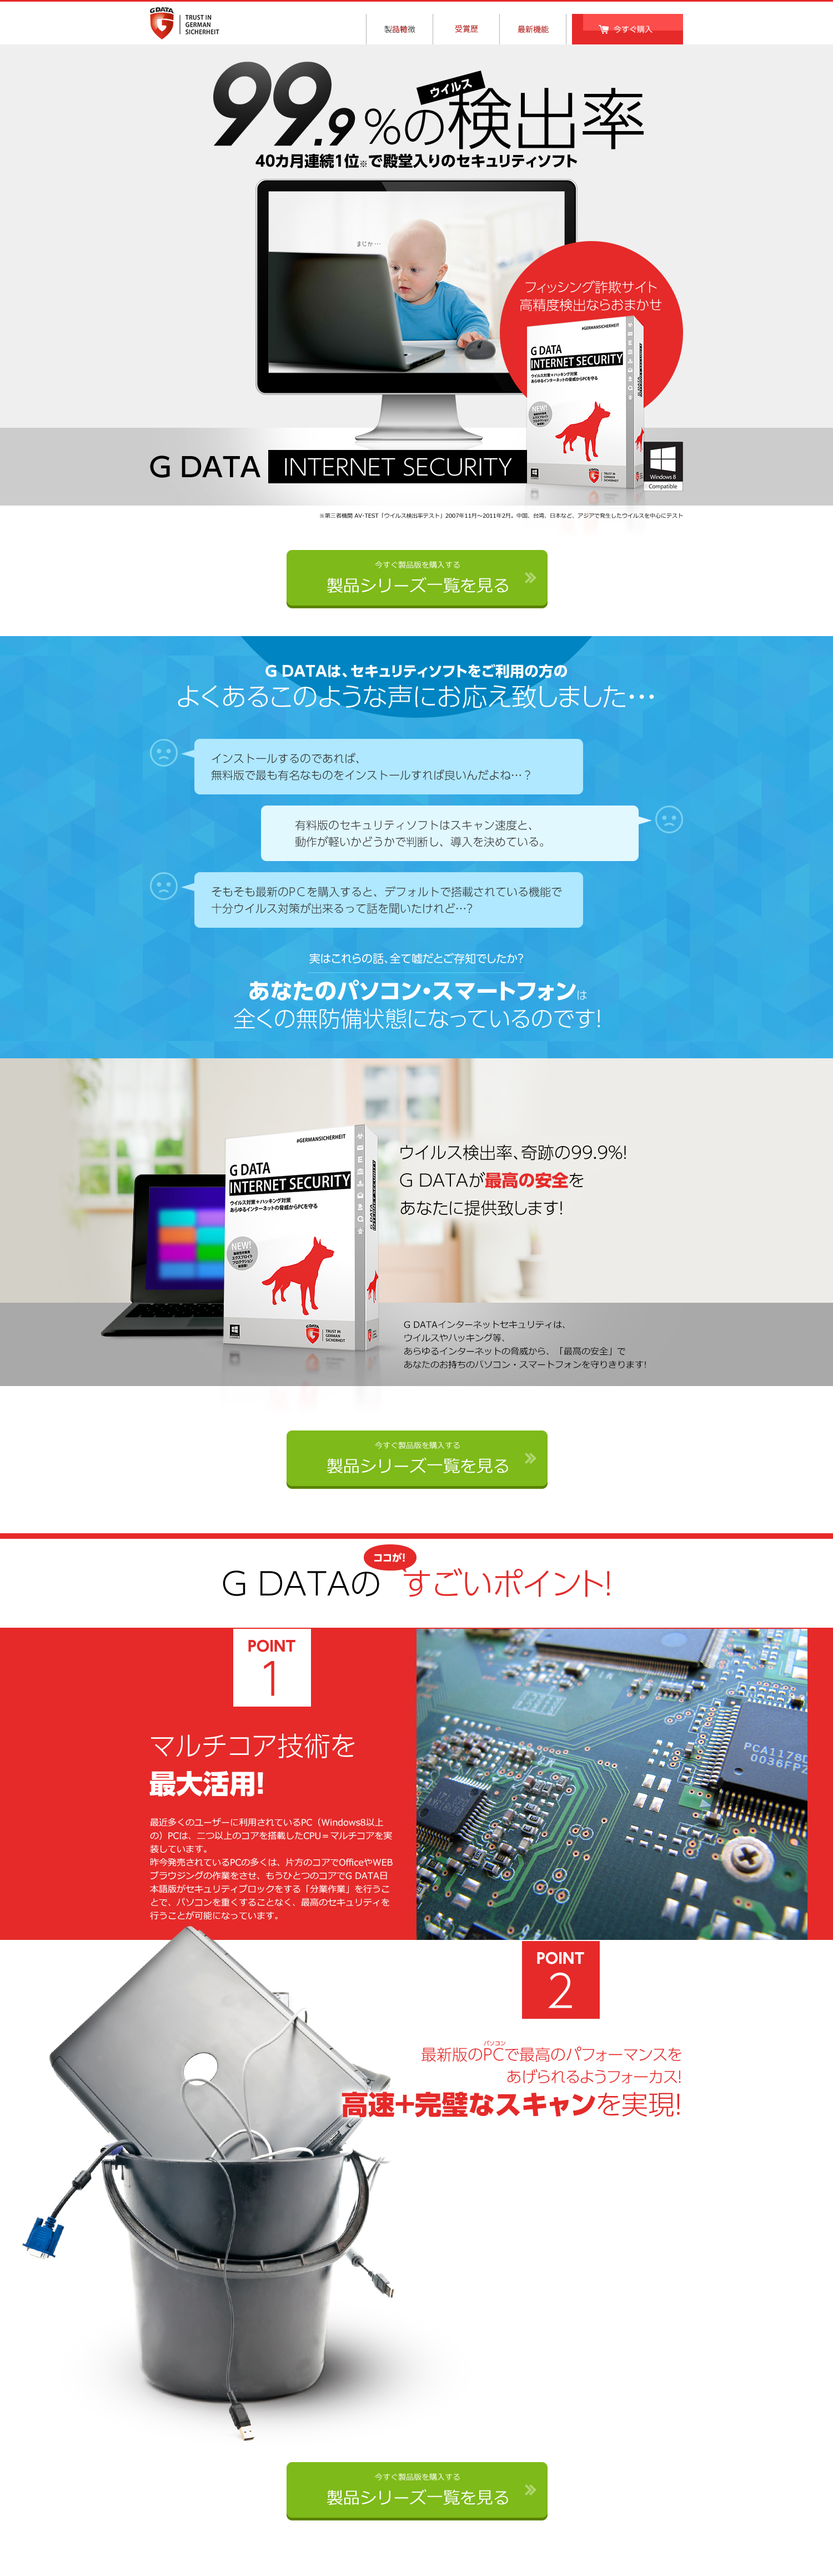 G DATA
TRUST IN
GERMAN
SICHERHEIT
製品特徴
受賞歴
最新機能
今すぐ購入
ウイルス
99.9%の検出率
40カ月連続1位※で殿堂入りのセキュリティソフト
まじか…
フィッシング詐欺サイト
高精度検出ならおまかせ
#GERMANSICHERHEIT
G DATA
INTERNET SECURITY
ウイルス対策+ハッキング対策
あらゆるインターネットの脅威からPCを守る
NEW!
TRUST IN
GERMAN
SICHERHEIT
G DATA INTERNET SECURITY
Windows 8
Compatible
※第三者機関 AV-TEST「ウイルス検出率テスト」2007年11月〜2011年2月。中国、台湾、日本など、アジアで発生したウイルスを中心にテスト
今すぐ製品版を購入する
製品シリーズ一覧を見る
G DATAは、セキュリティソフトをご利用の方の
よくあるこのような声にお応え致しました…
インストールするのであれば、
無料版で最も有名なものをインストールすれば良いんだよね…？
有料版のセキュリティソフトはスキャン速度と、
動作が軽いかどうかで判断し、導入を決めている。
そもそも最新のPCを購入すると、デフォルトで搭載されている機能で
十分ウイルス対策が出来るって話を聞いたけれど…?
実はこれらの話、全て嘘だとご存知でしたか?
あなたのパソコン・スマートフォンは
全くの無防備状態になっているのです!
#GERMANSICHERHEIT
G DATA
INTERNET SECURITY
ウイルス対策+ハッキング対策
あらゆるインターネットの脅威からPCを守る
NEW!
G DATA
TRUST IN
GERMAN
SICHERHEIT
ウイルス検出率、奇跡の99.9%!
G DATAが最高の安全を
あなたに提供致します!
G DATAインターネットセキュリティは、
ウイルスやハッキング等、
あらゆるインターネットの脅威から、「最高の安全」で
あなたのお持ちのパソコン・スマートフォンを守りきります!
今すぐ製品版を購入する
製品シリーズ一覧を見る
ココが!
G DATAの すごいポイント!
POINT
1
マルチコア技術を
最大活用!
最近多くのユーザーに利用されているPC（Windows8以上
の）PCは、二つ以上のコアを搭載したCPU＝マルチコアを実
装しています。
昨今発売されているPCの多くは、片方のコアでOfficeやWEB
ブラウジングの作業をさせ、もうひとつのコアでG DATA日
本語版がセキュリティブロックをする「分業作業」を行うこ
とで、パソコンを重くすることなく、最高のセキュリティを
行うことが可能になっています。
PCA1178D
0036FPZ
POINT
2
パソコン
最新版のPCで最高のパフォーマンスを
あげられるようフォーカス!
高速+完璧なスキャンを実現!
今すぐ製品版を購入する
製品シリーズ一覧を見る